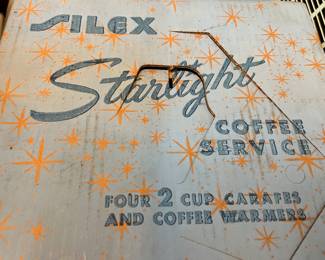 SILEX
Starlight
COFFEE
SERVICE
FOUR 2 CUP CARAFES
AND COFFEE WARMERS